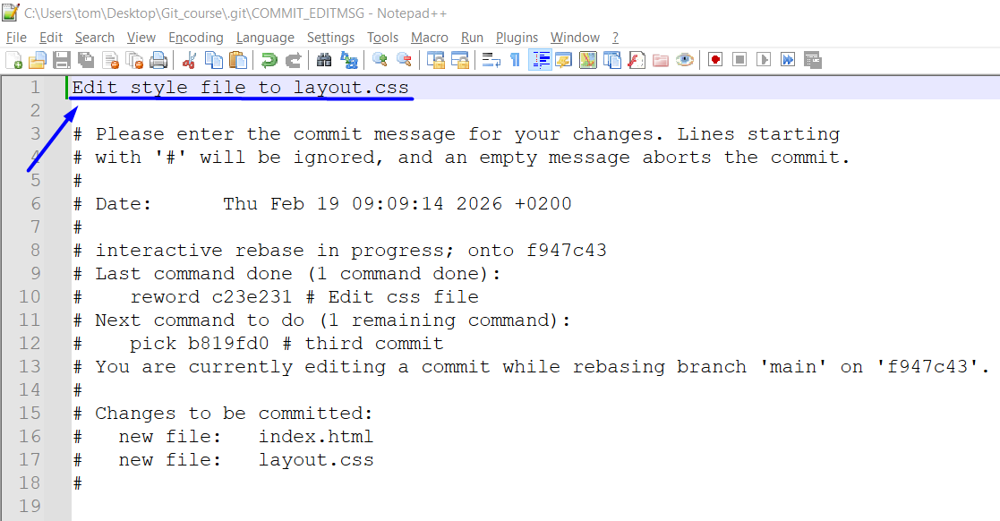 C:\Users\tom\Desktop\Git_course\.git\COMMIT_EDITMSG - Notepad++
File Edit Search View Encoding Language Settings Tools Macro Run Plugins Window ?
1 Edit style file to layout.css
2
3 # Please enter the commit message for your changes. Lines starting
4 # with '#' will be ignored, and an empty message aborts the commit.
5 #
6 # Date:      Thu Feb 19 09:09:14 2026 +0200
7 #
8 # interactive rebase in progress; onto f947c43
9 # Last command done (1 command done):
10 #    reword c23e231 # Edit css file
11 # Next command to do (1 remaining command):
12 #    pick b819fd0 # third commit
13 # You are currently editing a commit while rebasing branch 'main' on 'f947c43'.
14 #
15 # Changes to be committed:
16 #   new file:   index.html
17 #   new file:   layout.css
18 #
19